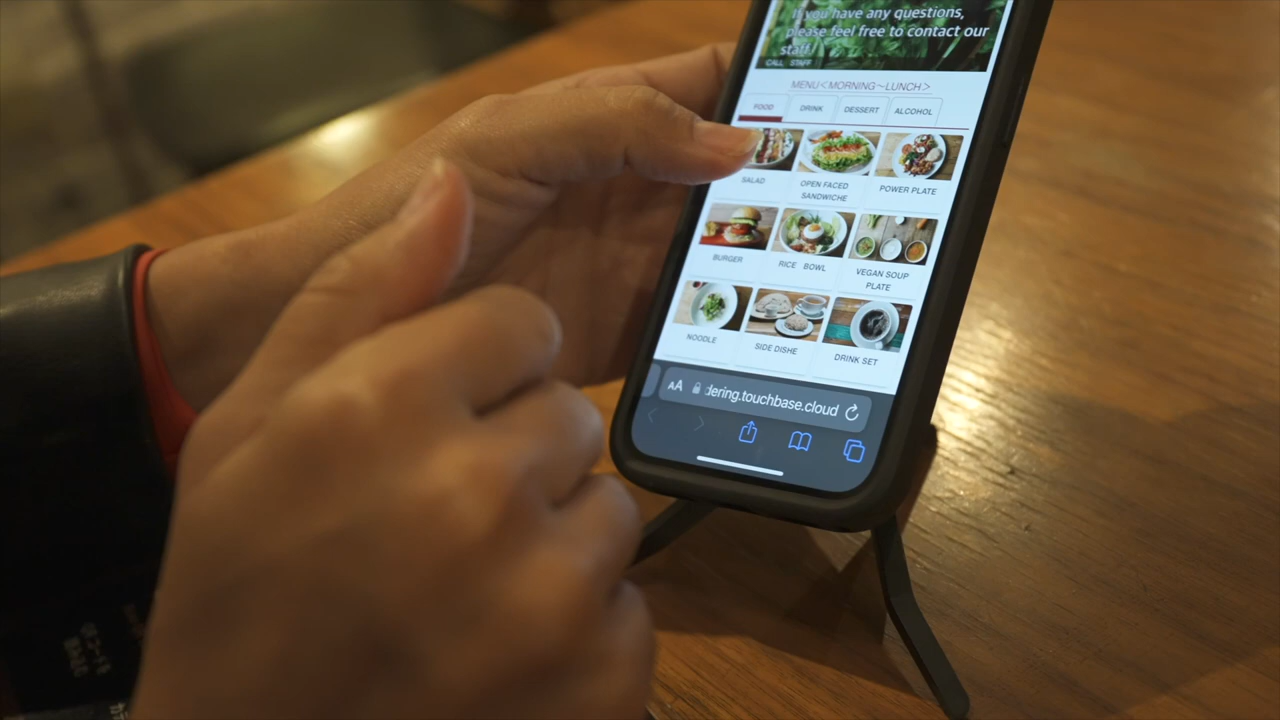 If you have any questions,
please feel free to contact our
staff
CALL STAFF
MENU<MORNING～LUNCH>
FOOD
DRINK
DESSERT
ALCOHOL
SALAD
OPEN FACED
SANDWICHE
POWER PLATE
BURGER
RICE BOWL
VEGAN SOUP
PLATE
NOODLE
SIDE DISHE
DRINK SET
AA
dering.touchbase.cloud